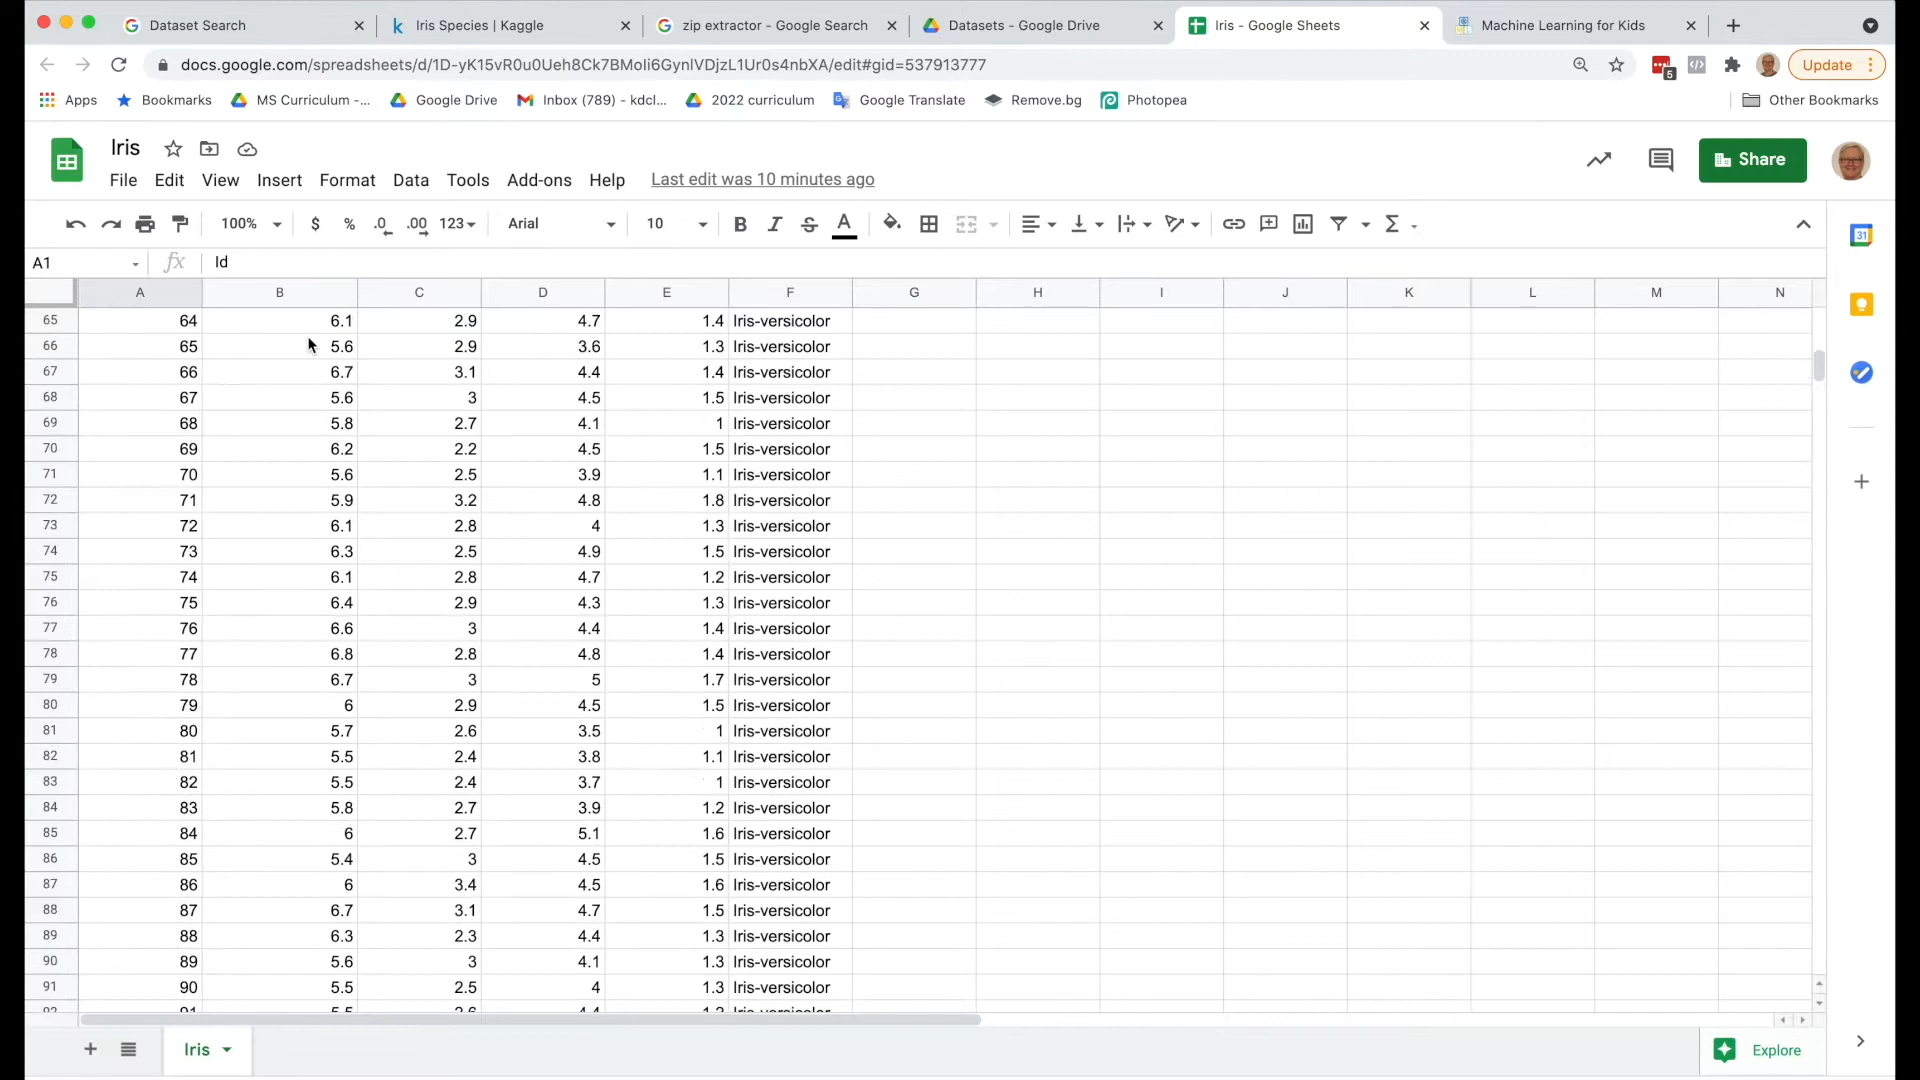 Dataset Search
Iris Species | Kaggle
zip extractor - Google Search
Datasets - Google Drive
Iris - Google Sheets
Machine Learning for Kids
docs.google.com/spreadsheets/d/1D-yK15vR0u0Ueh8Ck7BMoIi6GynlVDjzL1Ur0s4nbXA/edit#gid=537913777
5
Update
Apps
Bookmarks
MS Curriculum -...
Google Drive
Inbox (789) - kdcl...
2022 curriculum
Google Translate
Remove.bg
Photopea
Other Bookmarks
Iris
Share
File Edit View Insert Format Data Tools Add-ons Help Last edit was 10 minutes ago
100% $ % .0 .00 123 Arial 10 B I S A
31
A1 fx Id
A B C D E F G H I J K L M N
65 64 6.1 2.9 4.7 1.4 Iris-versicolor
66 65 5.6 2.9 3.6 1.3 Iris-versicolor
67 66 6.7 3.1 4.4 1.4 Iris-versicolor
68 67 5.6 3 4.5 1.5 Iris-versicolor
69 68 5.8 2.7 4.1 1 Iris-versicolor
70 69 6.2 2.2 4.5 1.5 Iris-versicolor
71 70 5.6 2.5 3.9 1.1 Iris-versicolor
72 71 5.9 3.2 4.8 1.8 Iris-versicolor
73 72 6.1 2.8 4 1.3 Iris-versicolor
74 73 6.3 2.5 4.9 1.5 Iris-versicolor
75 74 6.1 2.8 4.7 1.2 Iris-versicolor
76 75 6.4 2.9 4.3 1.3 Iris-versicolor
77 76 6.6 3 4.4 1.4 Iris-versicolor
78 77 6.8 2.8 4.8 1.4 Iris-versicolor
79 78 6.7 3 5 1.7 Iris-versicolor
80 79 6 2.9 4.5 1.5 Iris-versicolor
81 80 5.7 2.6 3.5 1 Iris-versicolor
82 81 5.5 2.4 3.8 1.1 Iris-versicolor
83 82 5.5 2.4 3.7 1 Iris-versicolor
84 83 5.8 2.7 3.9 1.2 Iris-versicolor
85 84 6 2.7 5.1 1.6 Iris-versicolor
86 85 5.4 3 4.5 1.5 Iris-versicolor
87 86 6 3.4 4.5 1.6 Iris-versicolor
88 87 6.7 3.1 4.7 1.5 Iris-versicolor
89 88 6.3 2.3 4.4 1.3 Iris-versicolor
90 89 5.6 3 4.1 1.3 Iris-versicolor
91 90 5.5 2.5 4 1.3 Iris-versicolor
92 91 5.5 2.6 4.4 1.2 Iris-versicolor
Iris
Explore